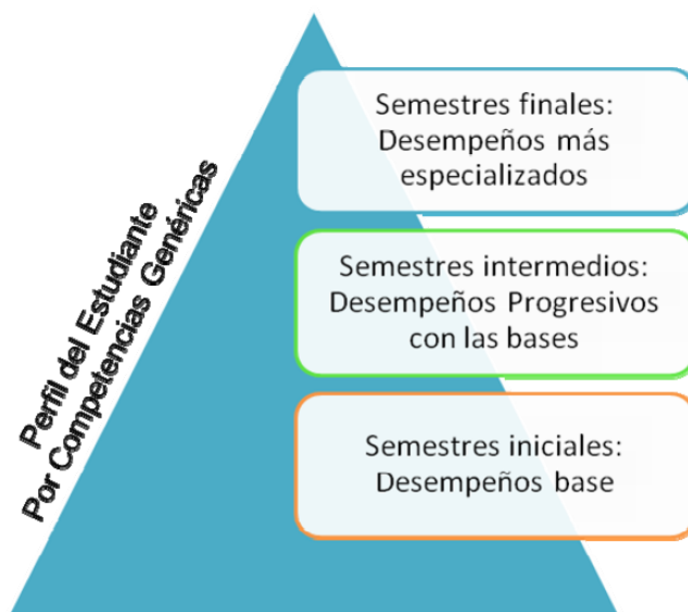 Perfil del Estudiante
Por Competencias Genéricas
Semestres finales:
Desempeños más
especializados
Semestres intermedios:
Desempeños Progresivos
con las bases
Semestres iniciales:
Desempeños base